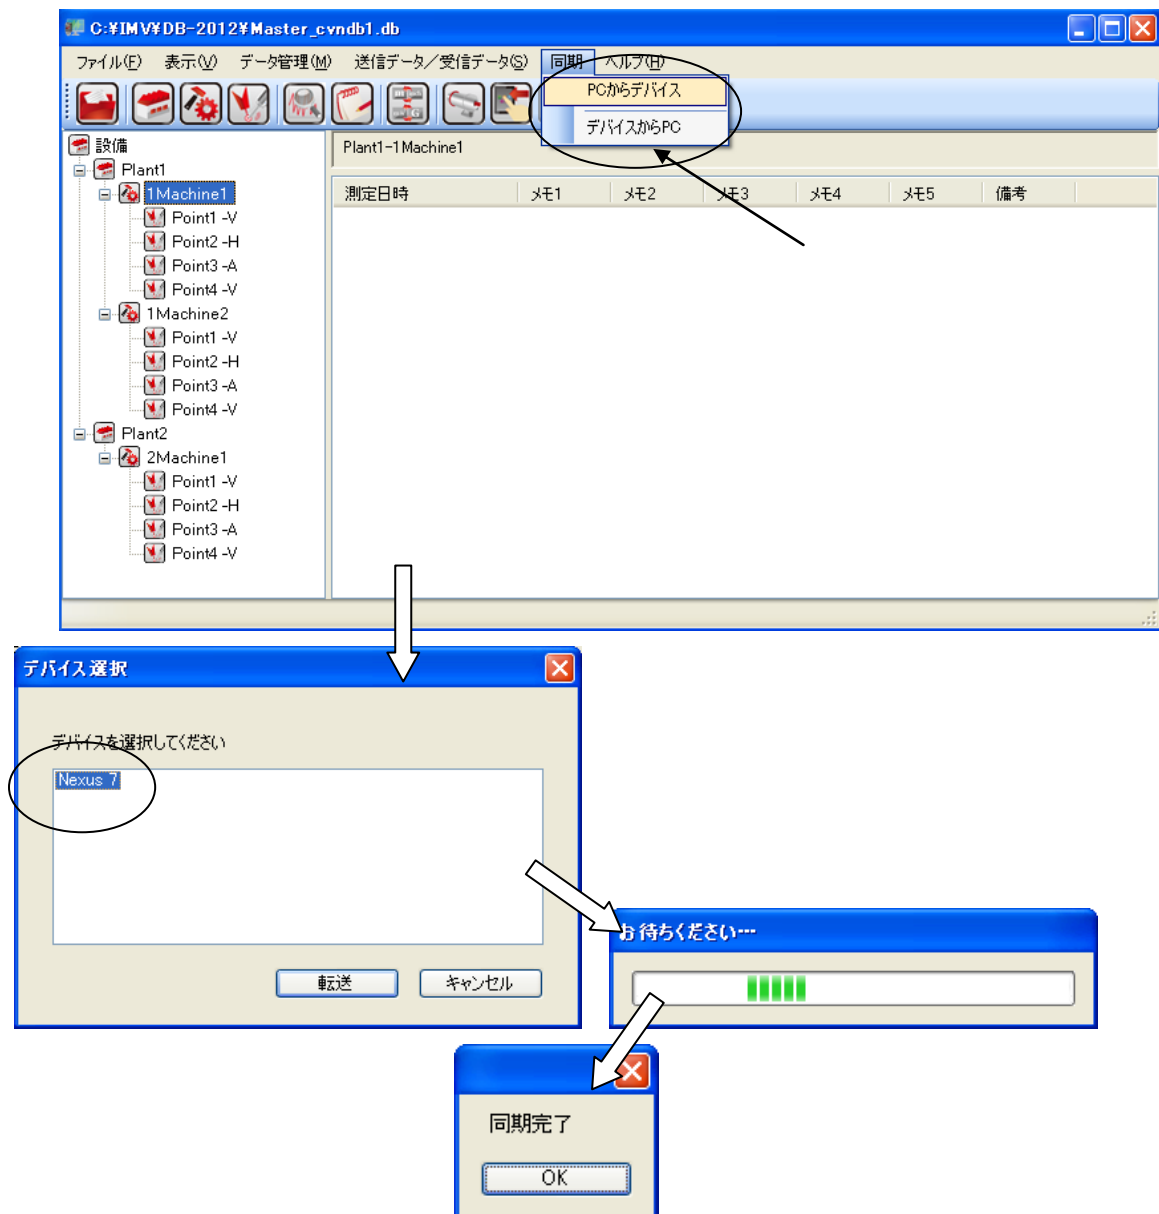 C:¥IMV¥DB-2012¥Master_cvndb1.db
ファイル(F) 表示(V) データ管理(M) 送信データ／受信データ(S) 同期 ヘルプ(H)
PCからデバイス
デバイスからPC
設備
Plant1
1Machine1
Point1 -V
Point2 -H
Point3 -A
Point4 -V
1Machine2
Point1 -V
Point2 -H
Point3 -A
Point4 -V
Plant2
2Machine1
Point1 -V
Point2 -H
Point3 -A
Point4 -V
Plant1-1Machine1
測定日時 メモ1 メモ2 メモ3 メモ4 メモ5 備考
デバイス選択
デバイスを選択してください
Nexus 7
転送 キャンセル
お待ちください…
同期完了
OK